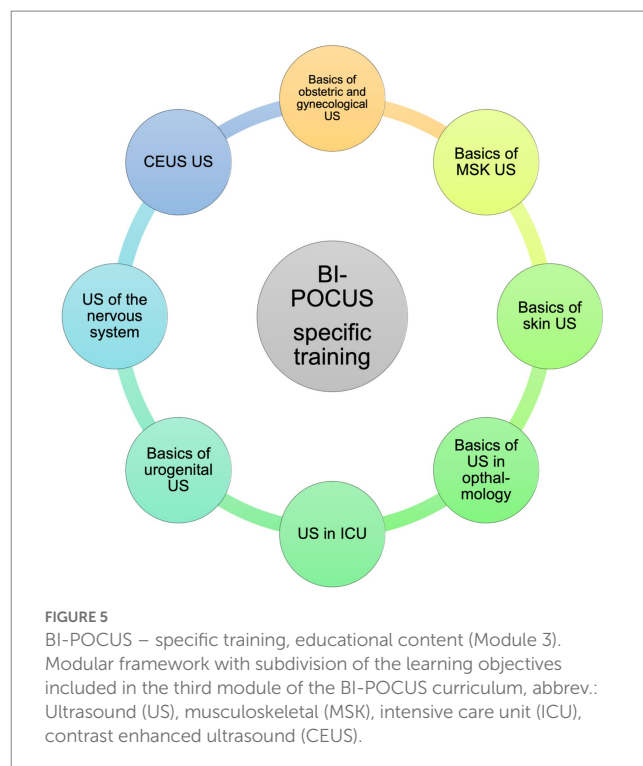 Basics of
obstetric and
gynecological
US
CEUS US
Basics of
MSK US
US of the
nervous
system
BI-
POCUS
specific
training
Basics of
skin US
Basics of
urogenital
US
Basics of
US in
opthal-
mology
US in ICU
FIGURE 5
BI-POCUS – specific training, educational content (Module 3).
Modular framework with subdivision of the learning objectives
included in the third module of the BI-POCUS curriculum, abbrev.:
Ultrasound (US), musculoskeletal (MSK), intensive care unit (ICU),
contrast enhanced ultrasound (CEUS).